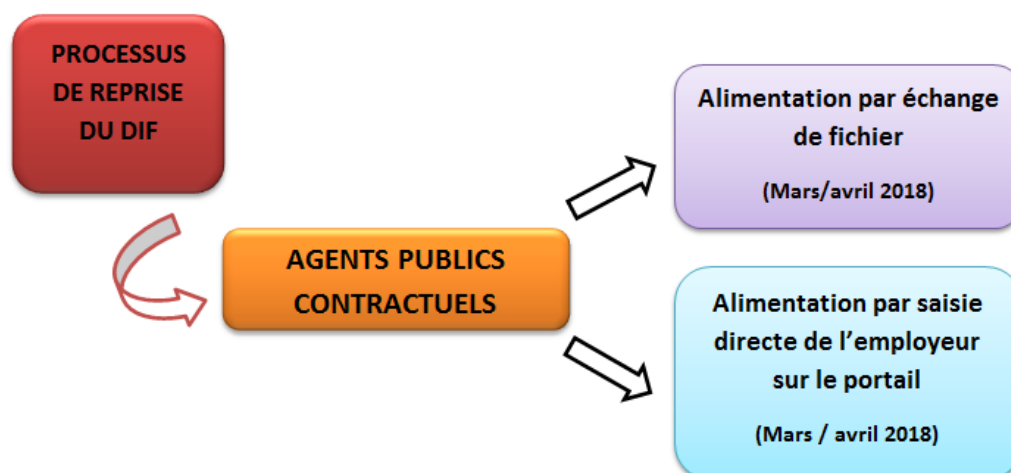 PROCESSUS
DE REPRISE
DU DIF
AGENTS PUBLICS
CONTRACTUELS
Alimentation par échange
de fichier
(Mars/avril 2018)
Alimentation par saisie
directe de l’employeur
sur le portail
(Mars / avril 2018)